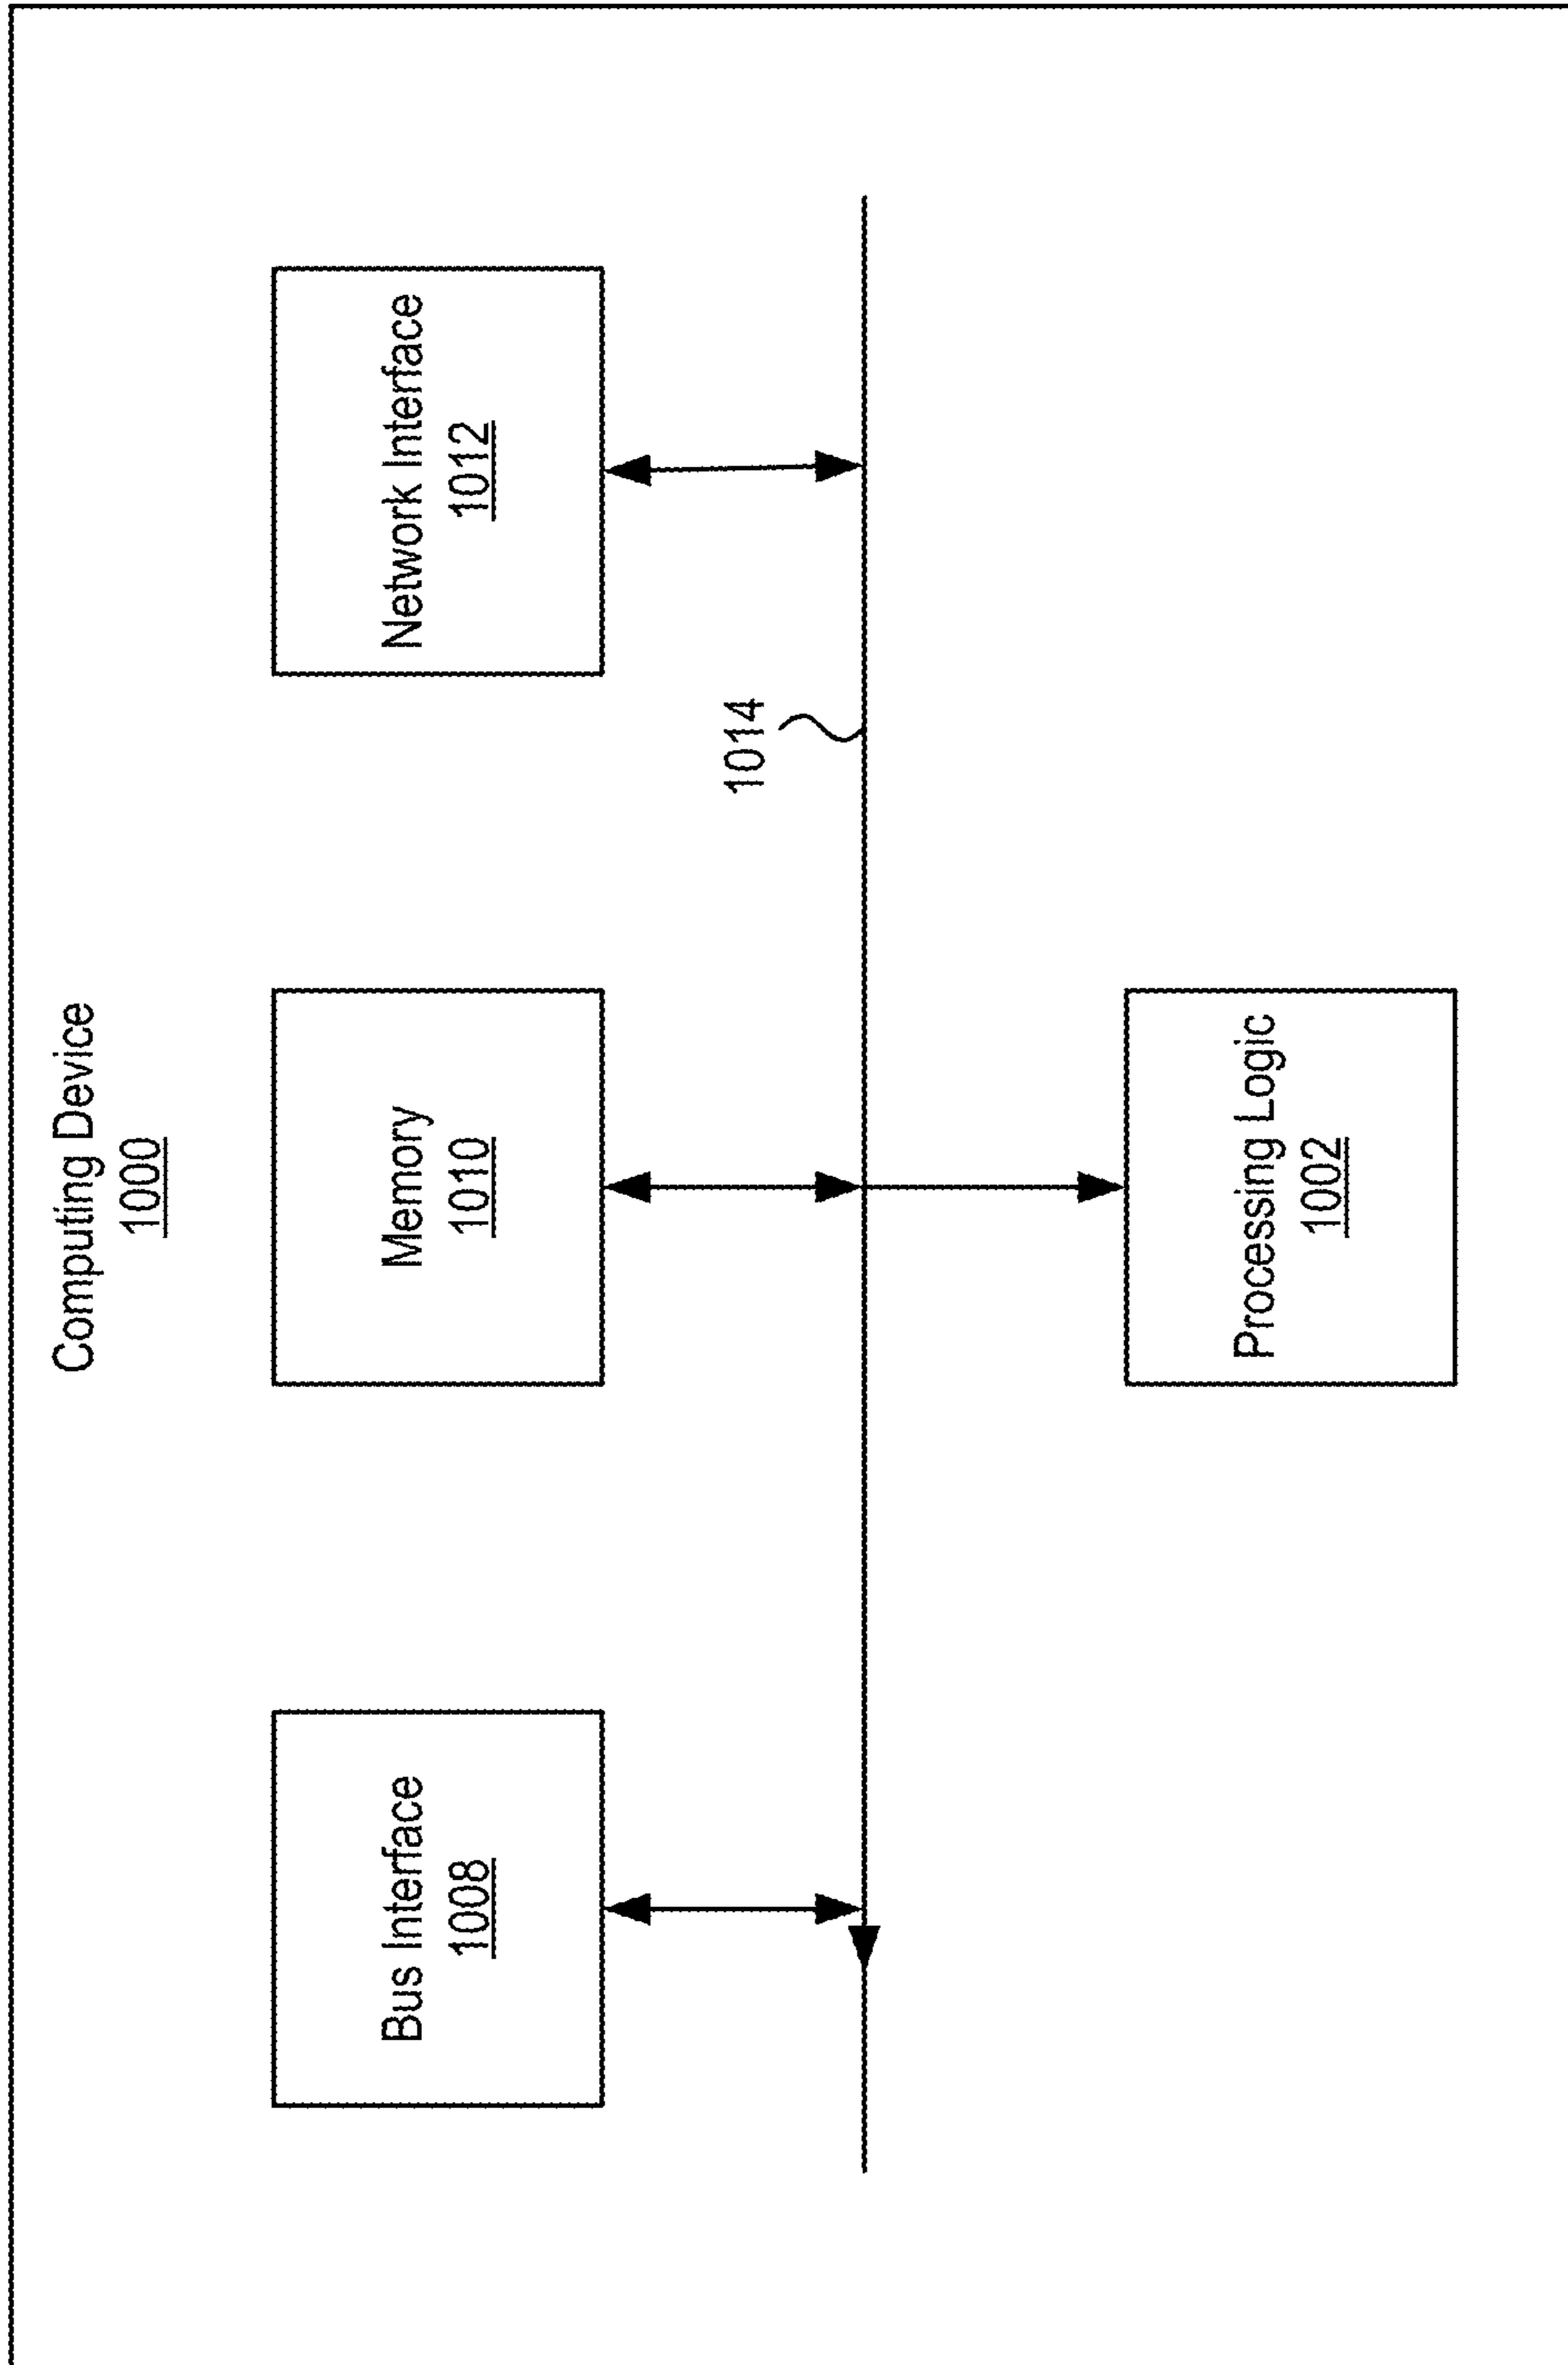 Computing Device
1000
Bus Interface
1008
Memory
1010
Network Interface
1012
1014
Processing Logic
1002